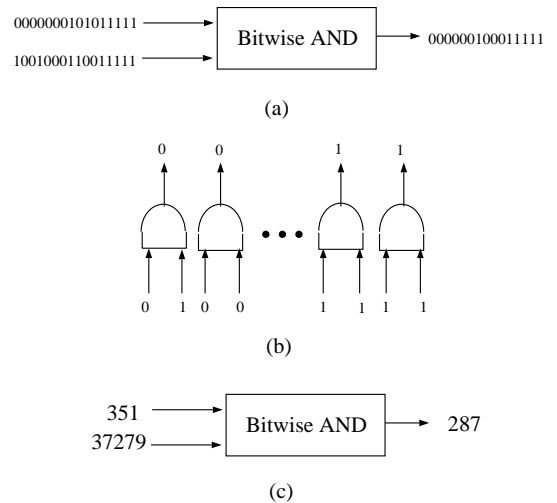 0000000101011111
1001000110011111
Bitwise AND
000000100011111
(a)
0 0 1 1
0 1 0 0 1 1 1 1
(b)
351
37279
Bitwise AND
287
(c)